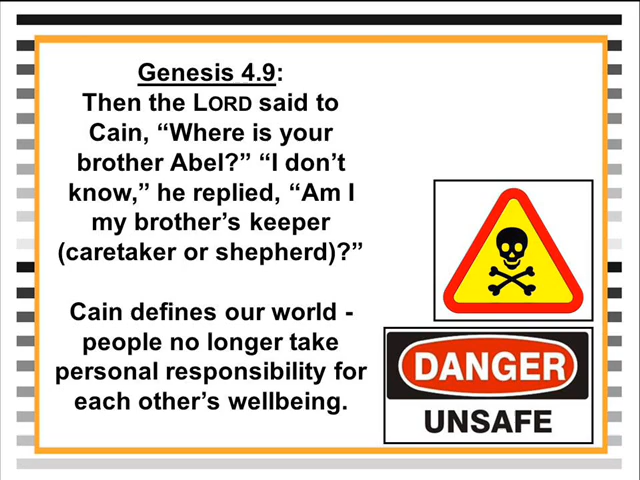 Genesis 4.9:
Then the LORD said to
Cain, “Where is your
brother Abel?” “I don’t
know,” he replied, “Am I
my brother’s keeper
(caretaker or shepherd)?”
Cain defines our world -
people no longer take
personal responsibility for
each other’s wellbeing.
DANGER
UNSAFE